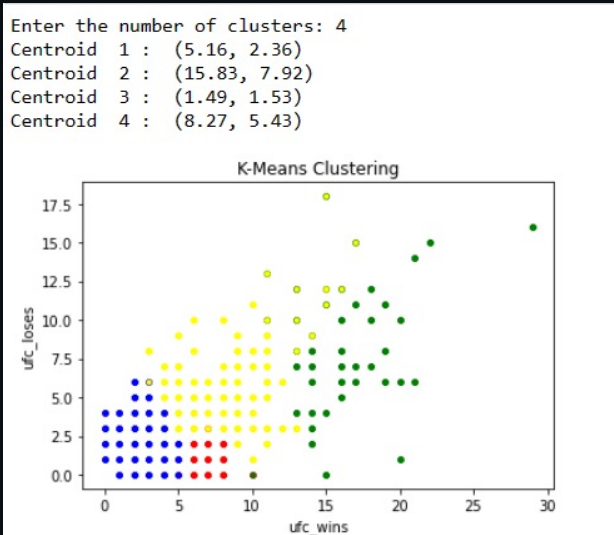 Enter the number of clusters: 4
Centroid 1 : (5.16, 2.36)
Centroid 2 : (15.83, 7.92)
Centroid 3 : (1.49, 1.53)
Centroid 4 : (8.27, 5.43)
K-Means Clustering
17.5
15.0
12.5
10.0
7.5
5.0
2.5
0.0
ufc_loses
0 5 10 15 20 25 30
ufc_wins